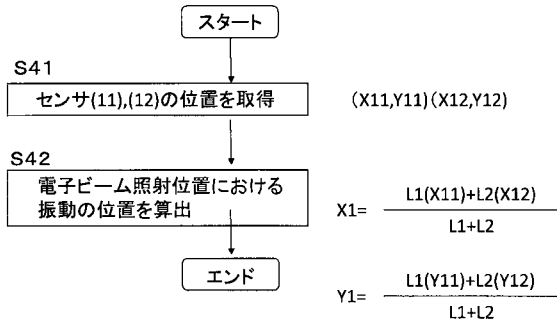 スタート
S41
センサ(11),(12)の位置を取得
(X11,Y11)(X12,Y12)
S42
電子ビーム照射位置における
振動の位置を算出
X1= L1(X11)+L2(X12)
L1+L2
エンド
Y1= L1(Y11)+L2(Y12)
L1+L2